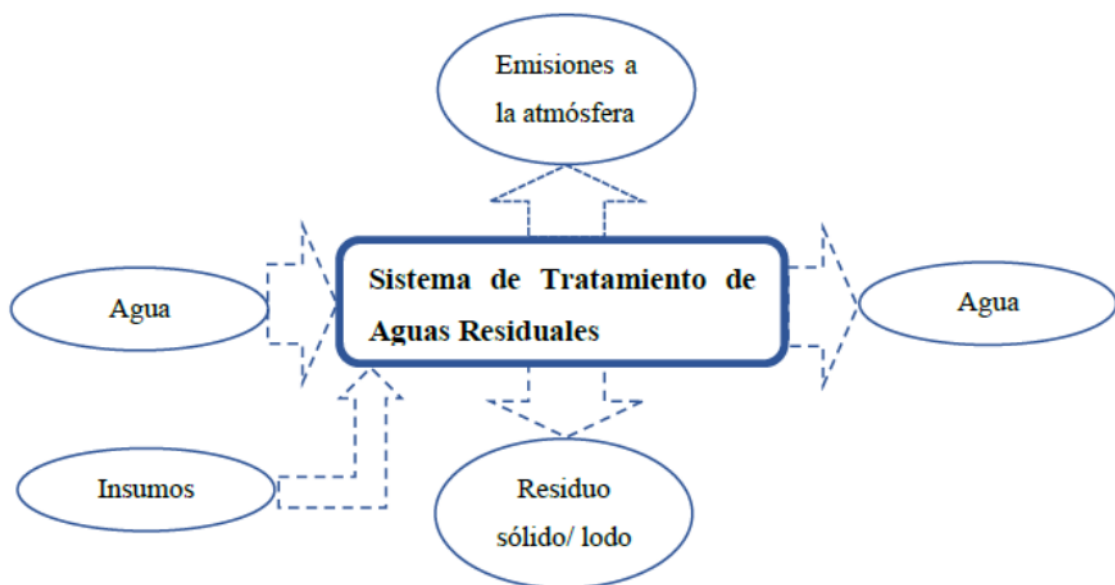 Emisiones a
la atmósfera
Agua
Sistema de Tratamiento de
Aguas Residuales
Agua
Insumos
Residuo
sólido/ lodo